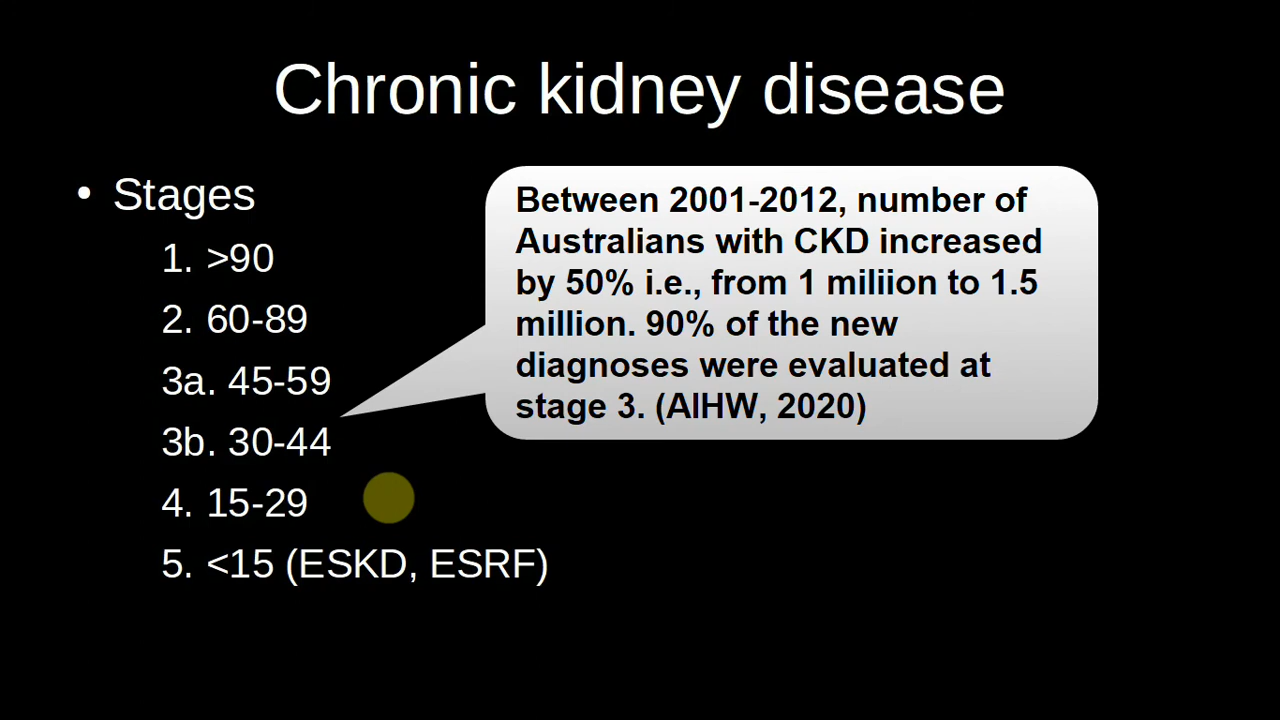 Chronic kidney disease
• Stages
1. >90
2. 60-89
3a. 45-59
3b. 30-44
4. 15-29
5. <15 (ESKD, ESRF)
Between 2001-2012, number of
Australians with CKD increased
by 50% i.e., from 1 miliion to 1.5
million. 90% of the new
diagnoses were evaluated at
stage 3. (AIHW, 2020)